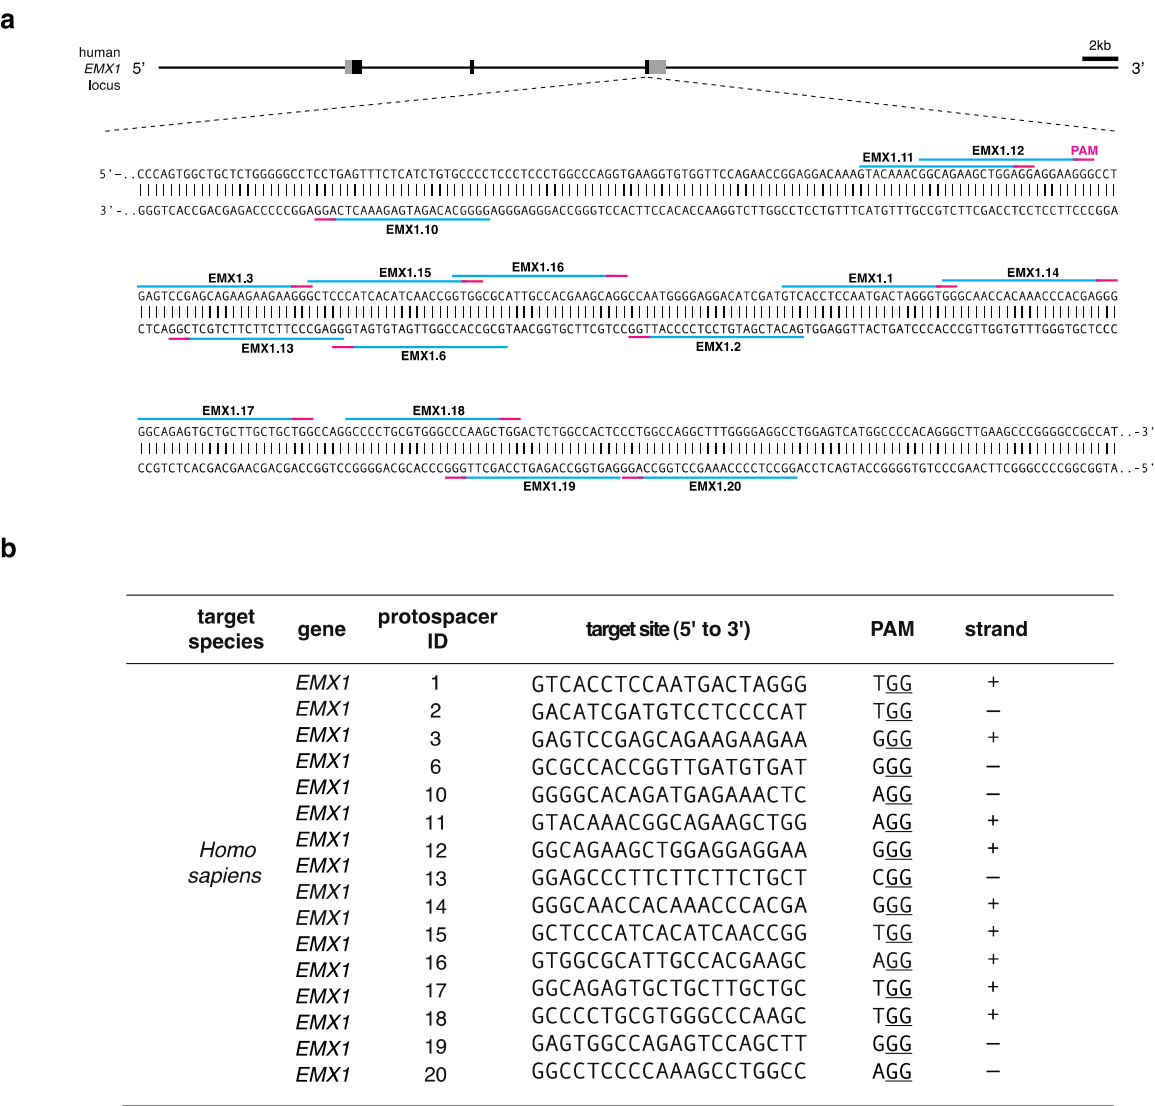 a
human
EMX1
locus
5'
2kb
3'
EMX1.12
PAM
EMX1.11
5'-..CCCAGTGGCTGCTCTGGGGGCCTCCTGAGTTTCTCATCTGTGCCCCTCCCTCCCTGGCCCAGGTGAAGGTGTGGTTCCAGAACCGGAGGACAAAGTACAAACGGCAGAAGCTGGAGGAGGAAGGGCCT
3'-..GGGTCACCGACGAGACCCCCGGAGGACTCAAAGAGTAGACACGGGGAGGGAGGGACCGGGTCCACTTCCACACCAAGGTCTTGGCCTCCTGTTTCATGTTTGCCGTCTTCGACCTCCTCCTTCCCGGA
EMX1.10
EMX1.3
EMX1.15
EMX1.16
EMX1.1
EMX1.14
GAGTCCGAGCAGAAGAAGAAGGGCTCCCATCACATCAACCGGTGGCGCATTGCCACGAAGCAGGCCAATGGGGAGGACATCGATGTCACCTCCAATGACTAGGGTGGGCAACCACAAACCCACGAGGG
CTCAGGCTCGTCTTCTTCTTCCCGAGGGTAGTGTAGTTGGCCACCGCGTAACGGTGCTTCGTCCGGTTACCCCTCCTGTAGCTACAGTGGAGGTTACTGATCCCACCCGTTGGTGTTTGGGTGCTCCC
EMX1.13
EMX1.6
EMX1.2
EMX1.17
EMX1.18
GGCAGAGTGCTGCTTGCTGCTGGCCAGGCCCCTGCGTGGGCCCAAGCTGGACTCTGGCCACTCCCTGGCCAGGCTTTGGGGAGGCCTGGAGTCATGGCCCCACAGGGCTTGAAGCCCGGGGCCGCCAT..-3'
CCGTCTCACGACGAACGACGACCGGTCCGGGGACGCACCCGGGTTCGACCTGAGACCGGTGAGGGACCGGTCCGAAACCCCTCCGGACCTCAGTACCGGGGTGTCCCGAACTTCGGGCCCCGGCGGTA..-5'
EMX1.19
EMX1.20
b
target species gene protospacer ID target site (5' to 3') PAM strand
Homo sapiens
EMX1 1 GTCACCTCCAATGACTAGGG TGG +
EMX1 2 GACATCGATGTCCTCCCCAT TGG –
EMX1 3 GAGTCCGAGCAGAAGAAGAA GGG +
EMX1 6 GCGCCACCGGTTGATGTGAT GGG –
EMX1 10 GGGGCACAGATGAGAAACTC AGG –
EMX1 11 GTACAAACGGCAGAAGCTGG AGG +
EMX1 12 GGCAGAAGCTGGAGGAGGAA GGG +
EMX1 13 GGAGCCCTTCTTCTTCTGCT CGG –
EMX1 14 GGGCAACCACAAACCCACGA GGG +
EMX1 15 GCTCCCATCACATCAACCGG TGG +
EMX1 16 GTGGCGCATTGCCACGAAGC AGG +
EMX1 17 GGCAGAGTGCTGCTTGCTGC TGG +
EMX1 18 GCCCCTGCGTGGGCCCAAGC TGG +
EMX1 19 GAGTGGCCAGAGTCCAGCTT GGG –
EMX1 20 GGCCTCCCCAAAGCCTGGCC AGG –